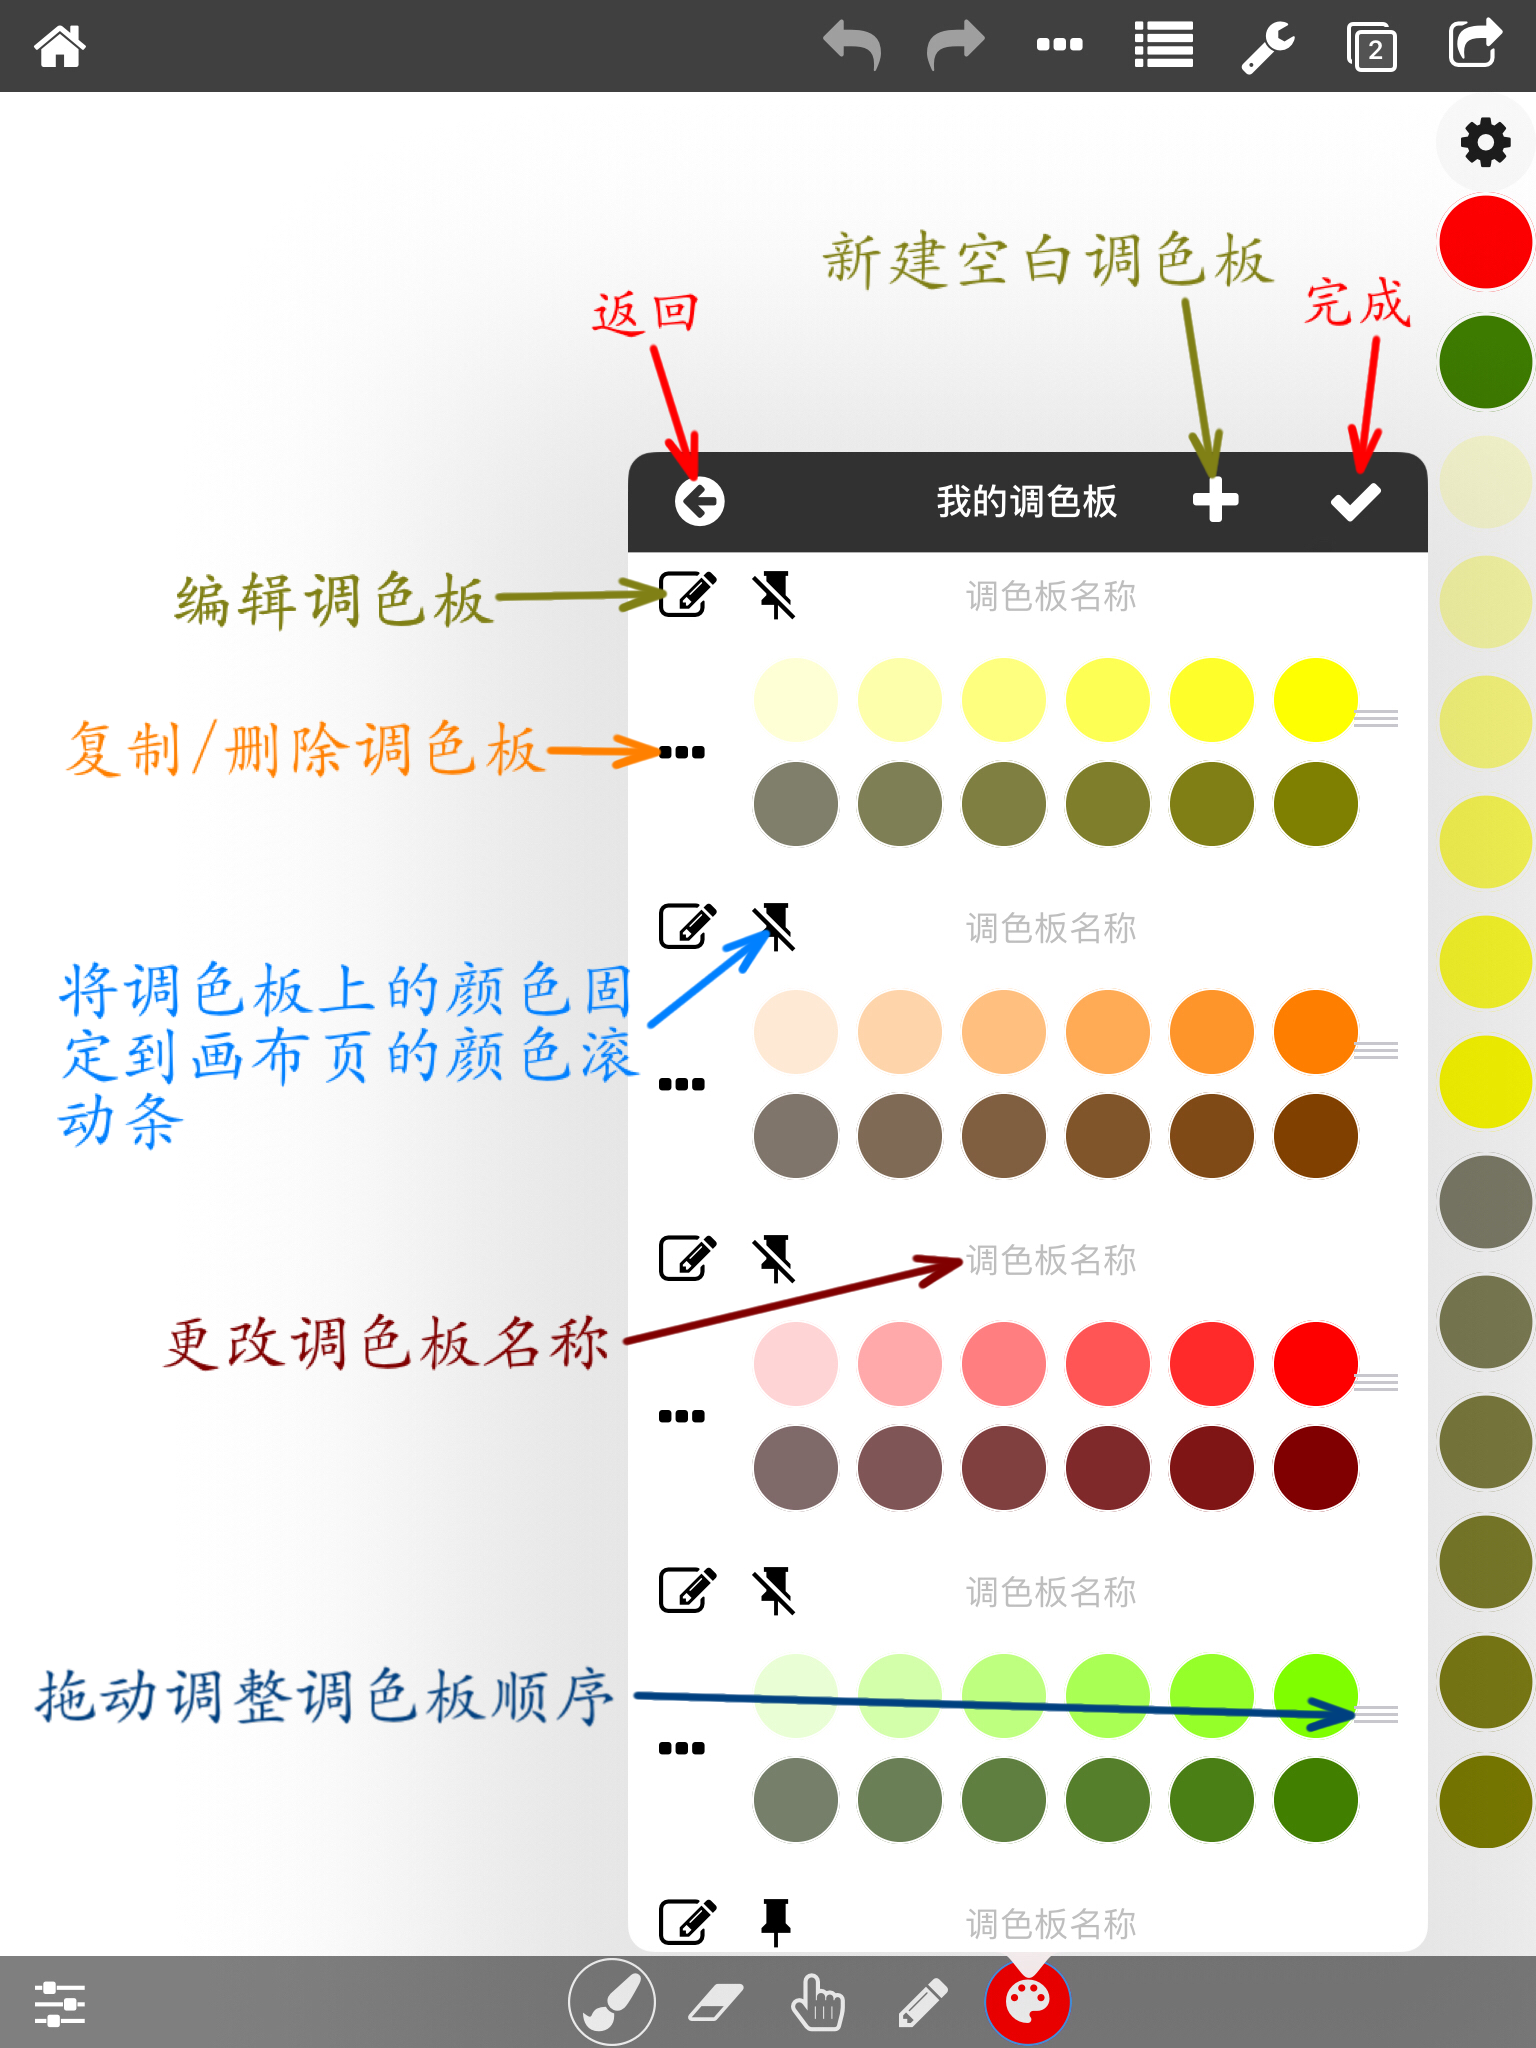 2
新建空白调色板
返回
完成
我的调色板
编辑调色板
调色板名称
复制/删除调色板
调色板名称
将调色板上的颜色固
定到画布页的颜色滚
动条
调色板名称
更改调色板名称
调色板名称
拖动调整调色板顺序
调色板名称